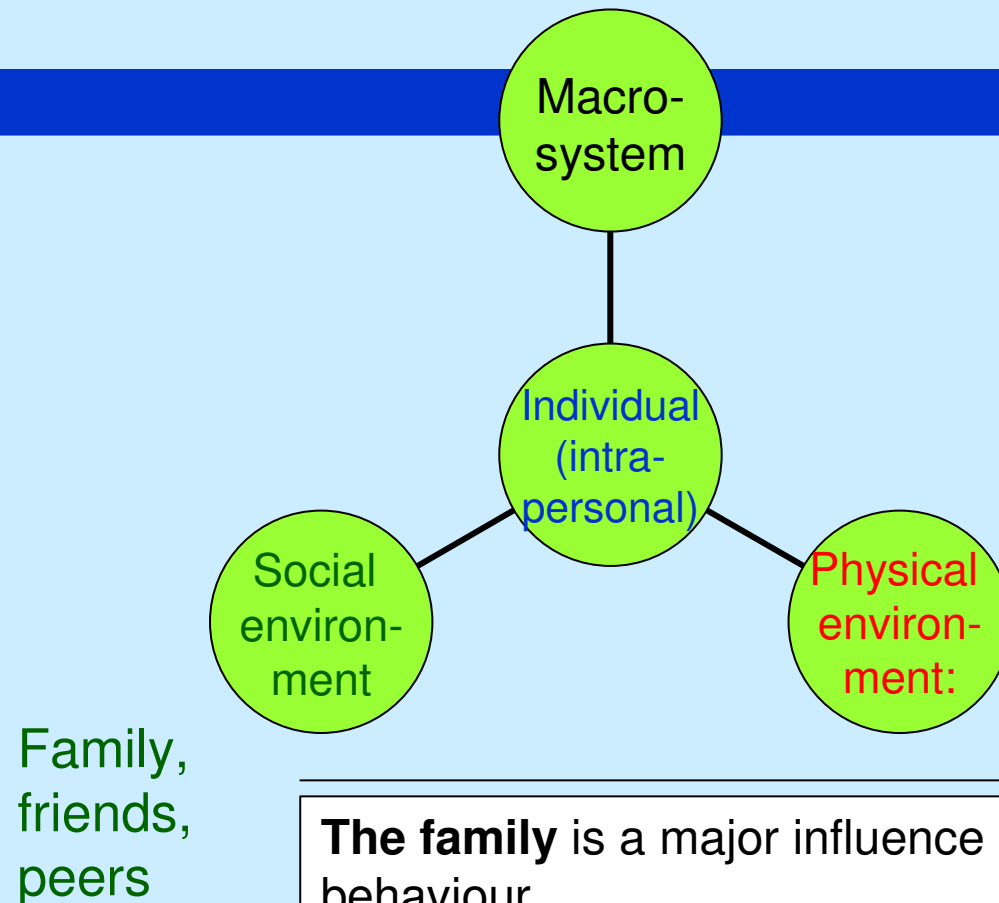 Macro-
system
Individual
(intra-
personal)
Social
environ-
ment
Physical
environ-
ment:
Family,
friends,
peers
The family is a major influence
behaviour